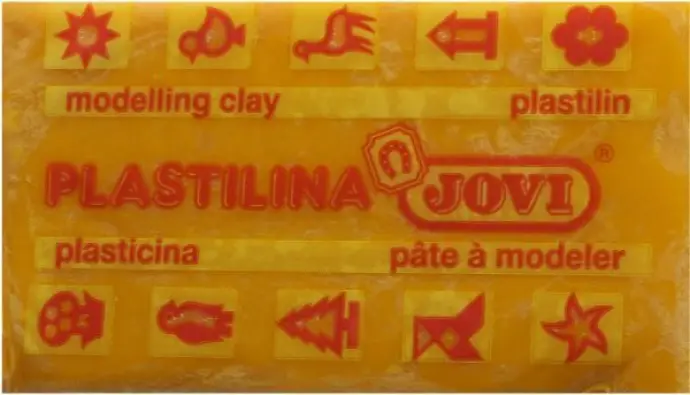 modelling clay plastilin
PLASTILINA JOVI ®
plasticina pâte à modeler